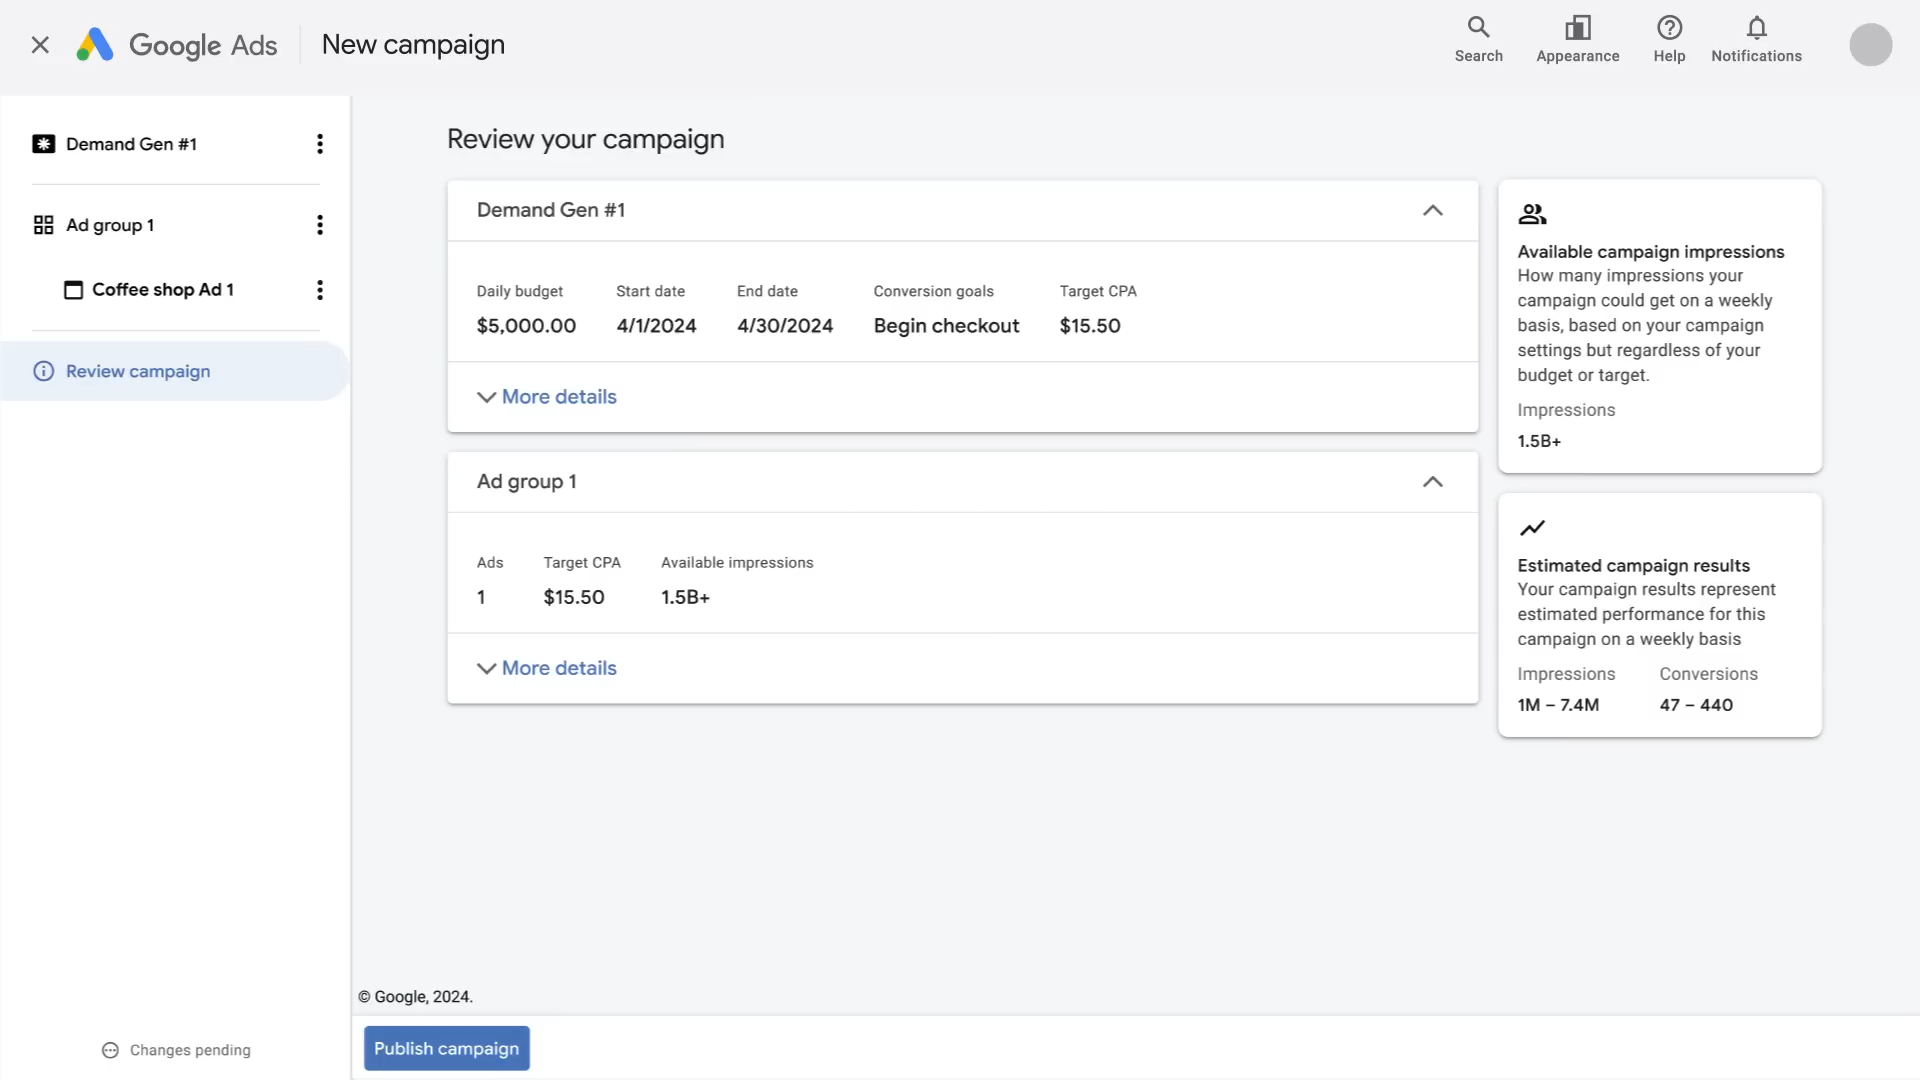 Google Ads
New campaign
Search
Appearance
Help
Notifications
Demand Gen #1
Ad group 1
Coffee shop Ad 1
Review campaign
Changes pending
Review your campaign
Demand Gen #1
Daily budget
$5,000.00
Start date
4/1/2024
End date
4/30/2024
Conversion goals
Begin checkout
Target CPA
$15.50
More details
Ad group 1
Ads
1
Target CPA
$15.50
Available impressions
1.5B+
More details
Available campaign impressions
How many impressions your
campaign could get on a weekly
basis, based on your campaign
settings but regardless of your
budget or target.
Impressions
1.5B+
Estimated campaign results
Your campaign results represent
estimated performance for this
campaign on a weekly basis
Impressions
1M – 7.4M
Conversions
47 – 440
© Google, 2024.
Publish campaign